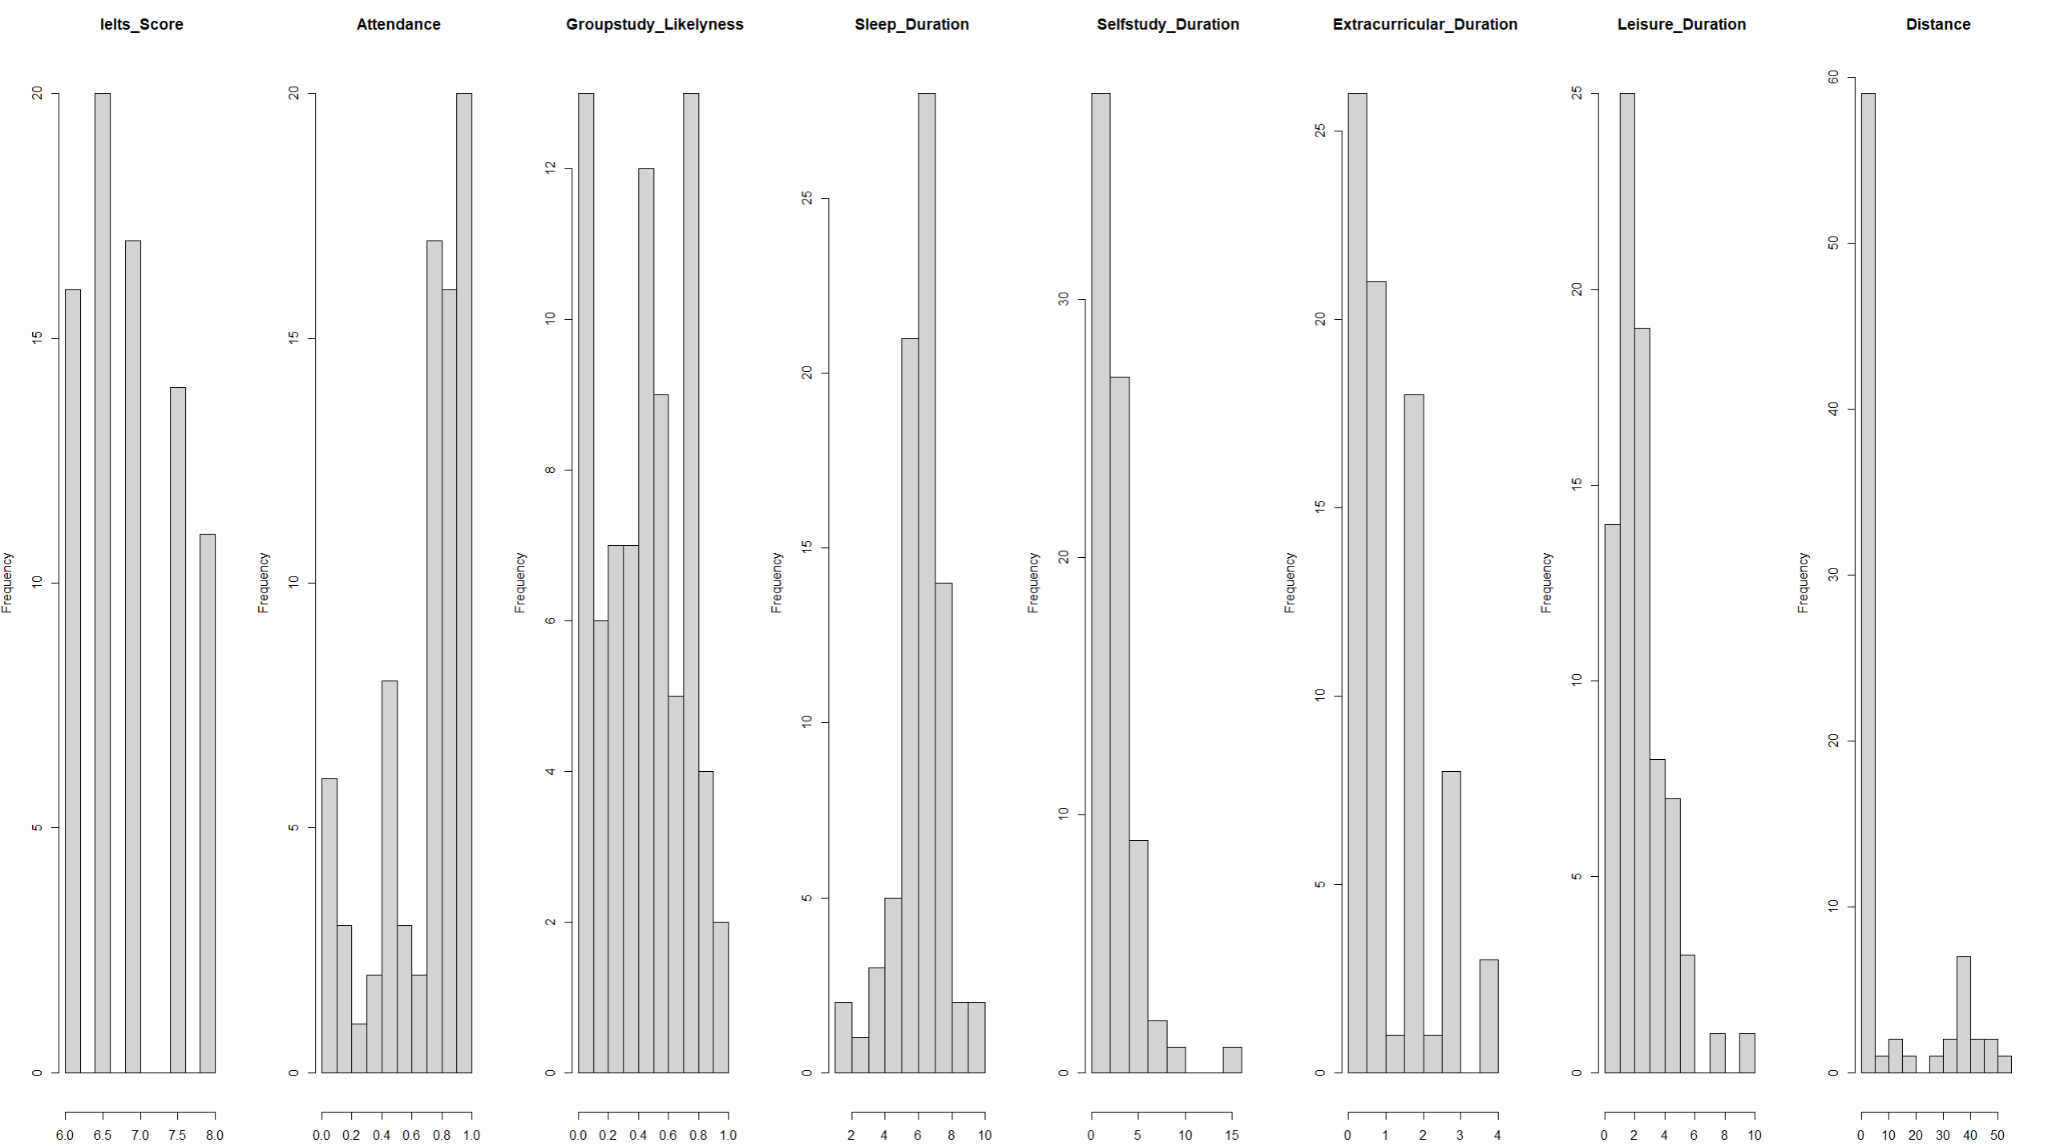 Ielts_Score
Frequency
20
15
10
5
0
6.0 6.5 7.0 7.5 8.0
Attendance
Frequency
20
15
10
5
0
0.0 0.2 0.4 0.6 0.8 1.0
Groupstudy_Likelyness
Frequency
12
10
8
6
4
2
0
0.0 0.2 0.4 0.6 0.8 1.0
Sleep_Duration
Frequency
25
20
15
10
5
0
2 4 6 8 10
Selfstudy_Duration
Frequency
30
20
10
0
0 5 10 15
Extracurricular_Duration
Frequency
25
20
15
10
5
0
0 1 2 3 4
Leisure_Duration
Frequency
25
20
15
10
5
0 2 4 6 8 10
Distance
Frequency
60
50
40
30
20
10
0
0 10 20 30 40 50